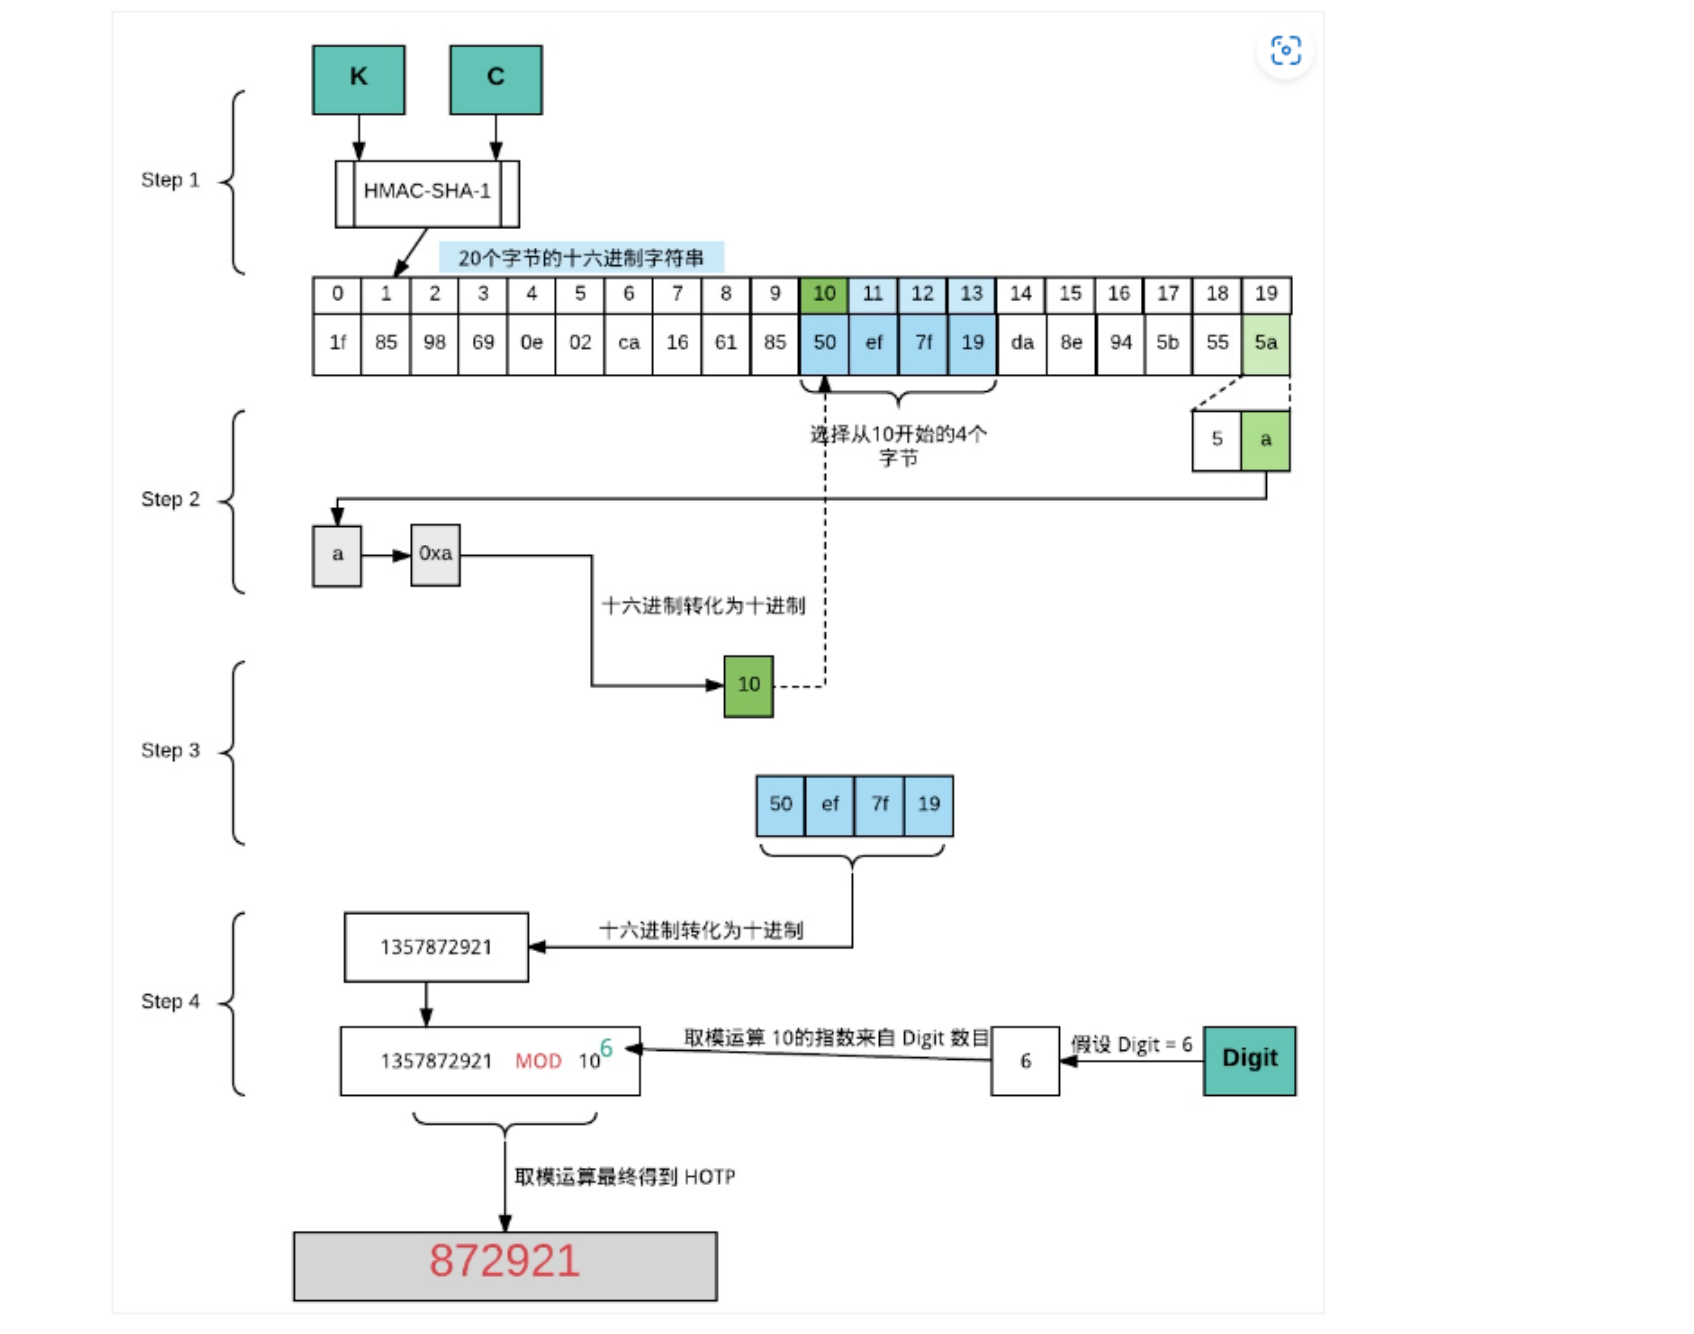 K
C
Step 1
HMAC-SHA-1
20个字节的十六进制字符串
0 1 2 3 4 5 6 7 8 9 10 11 12 13 14 15 16 17 18 19
1f 85 98 69 0e 02 ca 16 61 85 50 ef 7f 19 da 8e 94 5b 55 5a
选择从10开始的4个
字节
5 a
Step 2
a
0xa
十六进制转化为十进制
10
Step 3
50 ef 7f 19
十六进制转化为十进制
1357872921
Step 4
1357872921 MOD 10^6
取模运算 10的指数来自 Digit 数目
6
假设 Digit = 6
Digit
取模运算最终得到 HOTP
872921